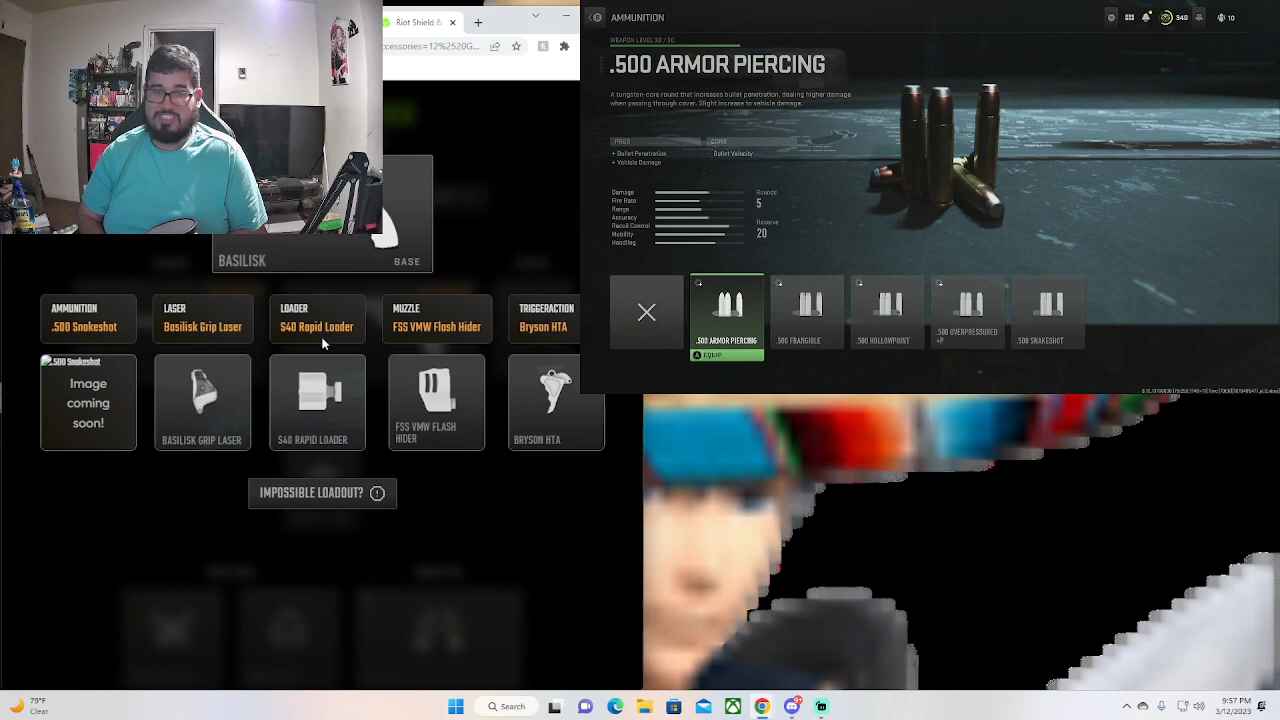 Riot Shield &
ccessories=12%2520G...
AMMUNITION
10
WEAPON LEVEL 30 / 30
.500 ARMOR PIERCING
A tungsten-core round that increases bullet penetration, dealing higher damage
when passing through cover. Slight increase to vehicle damage.
PROS
CONS
+ Bullet Penetration
Bullet Velocity
+ Vehicle Damage
Damage
Fire Rate
Range
Accuracy
Recoil Control
Mobility
Handling
Rounds
5
Reserve
20
.500 ARMOR PIERCING
.500 FRANGIBLE
.500 HOLLOWPOINT
.500 OVERPRESSURED
+P
.500 SNAKESHOT
A EQUIP
BASILISK
BASE
AMMUNITION
.500 Snakeshot
LASER
Basilisk Grip Laser
LOADER
S40 Rapid Loader
MUZZLE
FSS VMW Flash Hider
TRIGGERACTION
Bryson HTA
.500 Snakeshot
Image
coming
soon!
BASILISK GRIP LASER
S40 RAPID LOADER
FSS VMW FLASH
HIDER
BRYSON HTA
IMPOSSIBLE LOADOUT?
79°F
Clear
Search
9:57 PM
3/12/2023